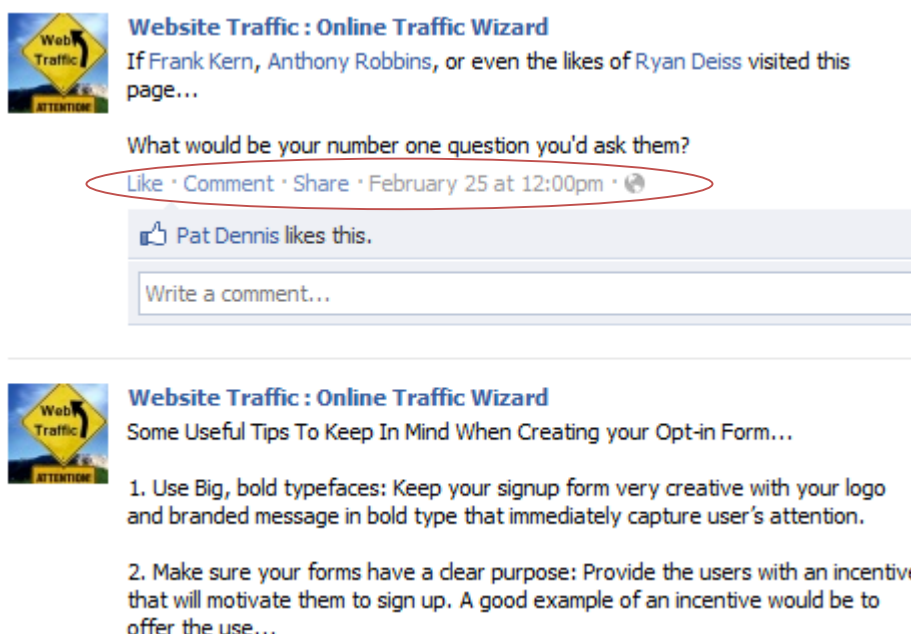 Web
Traffic
ATTENTION!
Website Traffic : Online Traffic Wizard
If Frank Kern, Anthony Robbins, or even the likes of Ryan Deiss visited this
page...
What would be your number one question you'd ask them?
Like · Comment · Share · February 25 at 12:00pm ·
Pat Dennis likes this.
Write a comment...
Web
Traffic
ATTENTION!
Website Traffic : Online Traffic Wizard
Some Useful Tips To Keep In Mind When Creating your Opt-in Form...
1. Use Big, bold typefaces: Keep your signup form very creative with your logo
and branded message in bold type that immediately capture user’s attention.
2. Make sure your forms have a clear purpose: Provide the users with an incentive
that will motivate them to sign up. A good example of an incentive would be to
offer the use...